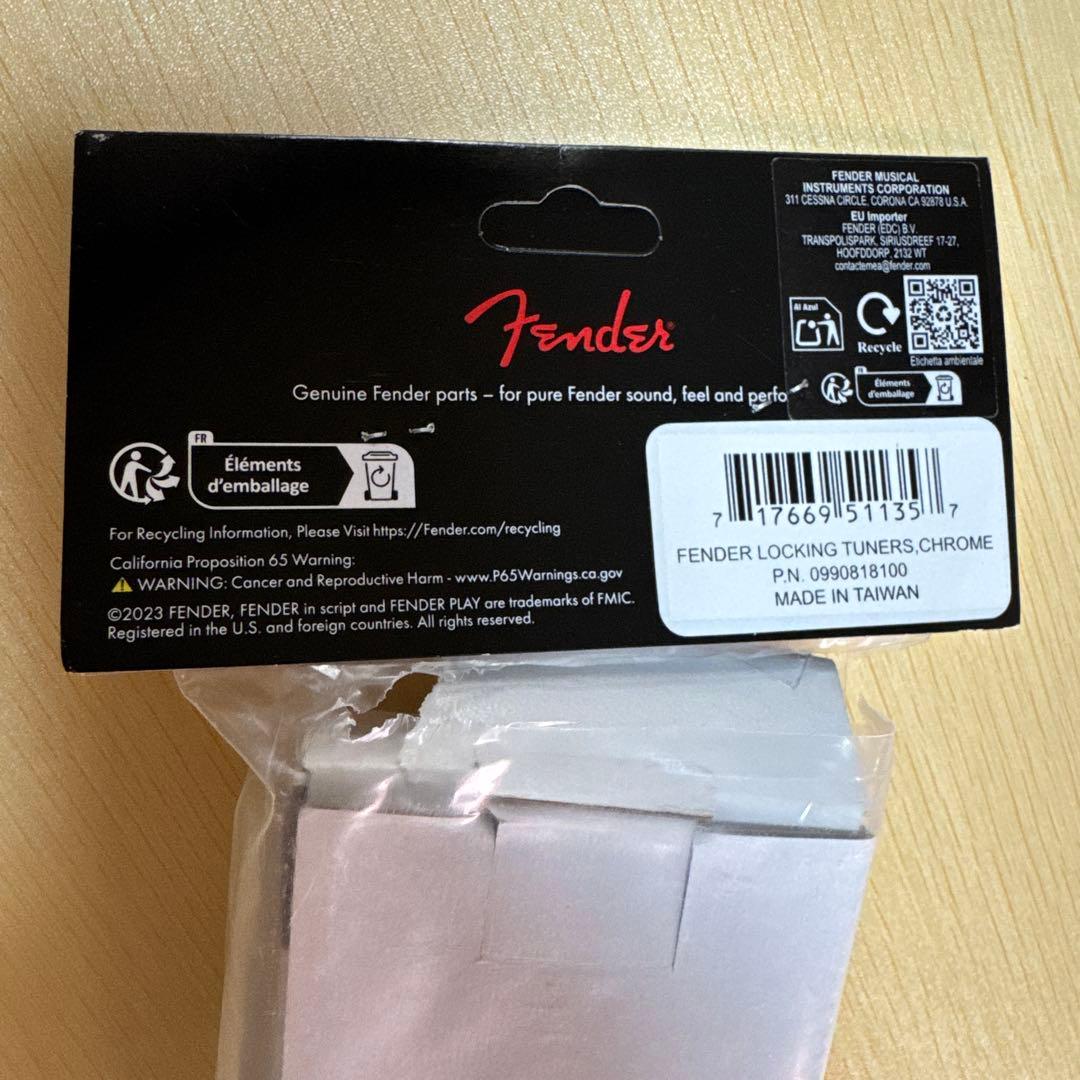 FENDER MUSICAL
INSTRUMENTS CORPORATION
311 CESSNA CIRCLE, CORONA CA 92878 U.S.A.
EU Importer
FENDER (EDC) B.V.
TRANSPOLISPARK, SIRIUSDREEF 17-27,
HOOFDDORP, 2132 WT
contactemea@fender.com
Al Azul
Recycle
Etichetta ambientale
FR
Éléments
d'emballage
Fender
Genuine Fender parts – for pure Fender sound, feel and perfo
FR
Éléments
d'emballage
For Recycling Information, Please Visit https://Fender.com/recycling
California Proposition 65 Warning:
WARNING: Cancer and Reproductive Harm - www.P65Warnings.ca.gov
©2023 FENDER, FENDER in script and FENDER PLAY are trademarks of FMIC.
Registered in the U.S. and foreign countries. All rights reserved.
7 17669 51135 7
FENDER LOCKING TUNERS,CHROME
P.N. 0990818100
MADE IN TAIWAN